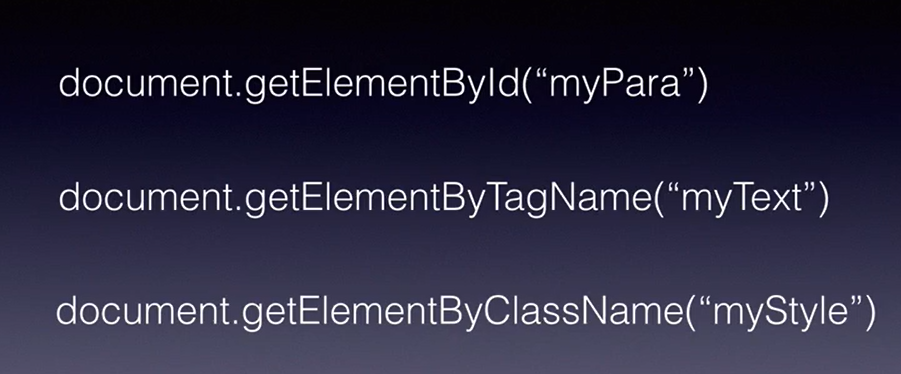 document.getElementById(“myPara”)
document.getElementByTagName(“myText”)
document.getElementByClassName(“myStyle”)